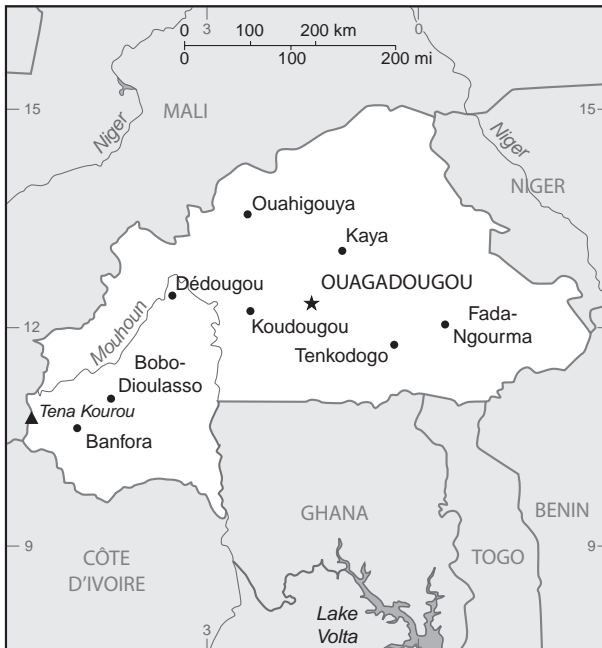 0 3 100 200 km 0
0 100 200 mi
15 15
MALI
Niger
Niger
NIGER
Ouahigouya
Kaya
Dédougou
OUAGADOUGOU
Koudougou
Fada-
Ngourma
12 12
Mouhoun
Tenkodogo
Bobo-
Dioulasso
Tena Kourou
Banfora
GHANA
BENIN
9 9
CÔTE
D'IVOIRE
TOGO
Lake
Volta
3 0